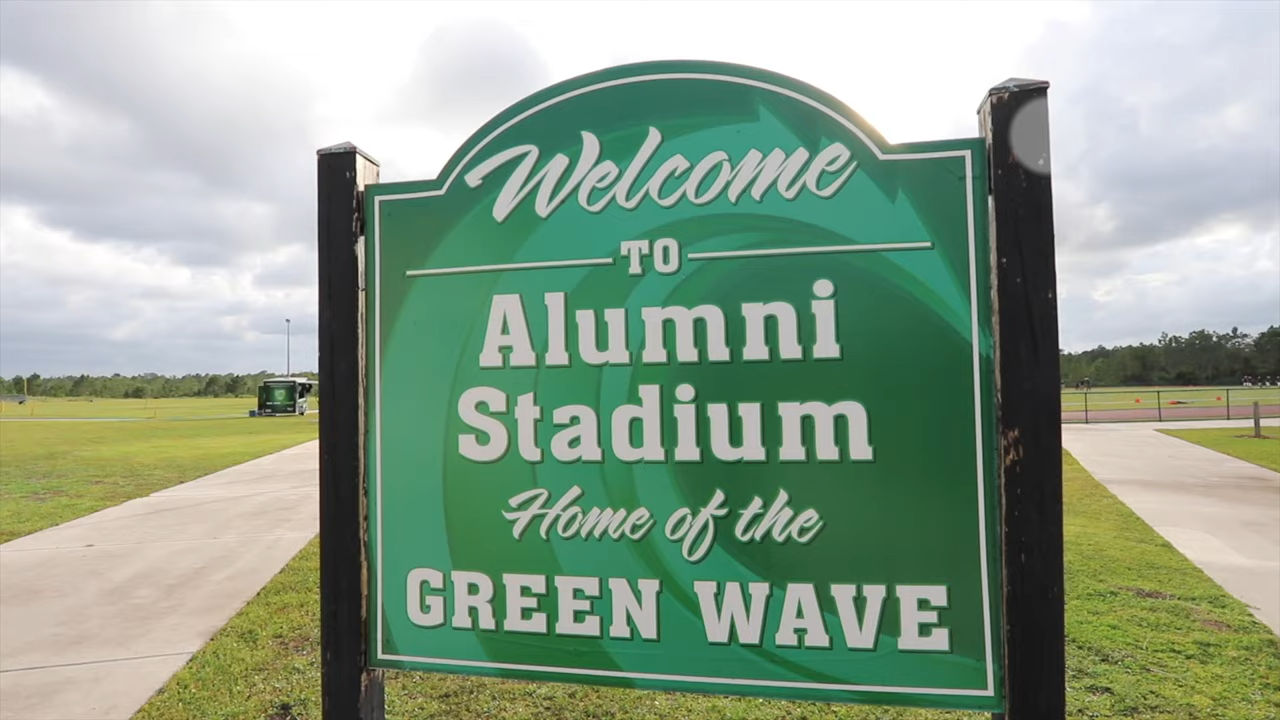 Welcome
TO
Alumni
Stadium
Home of the
GREEN WAVE